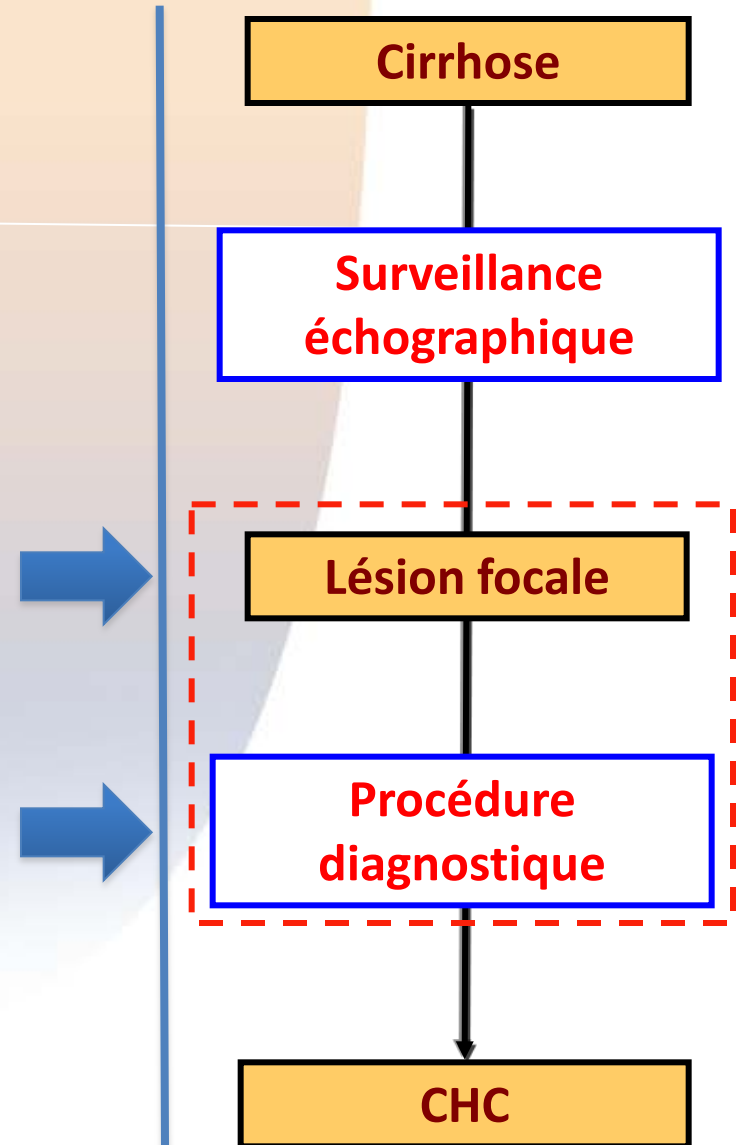 Cirrhose
Surveillance
échographique
Lésion focale
Procédure
diagnostique
CHC